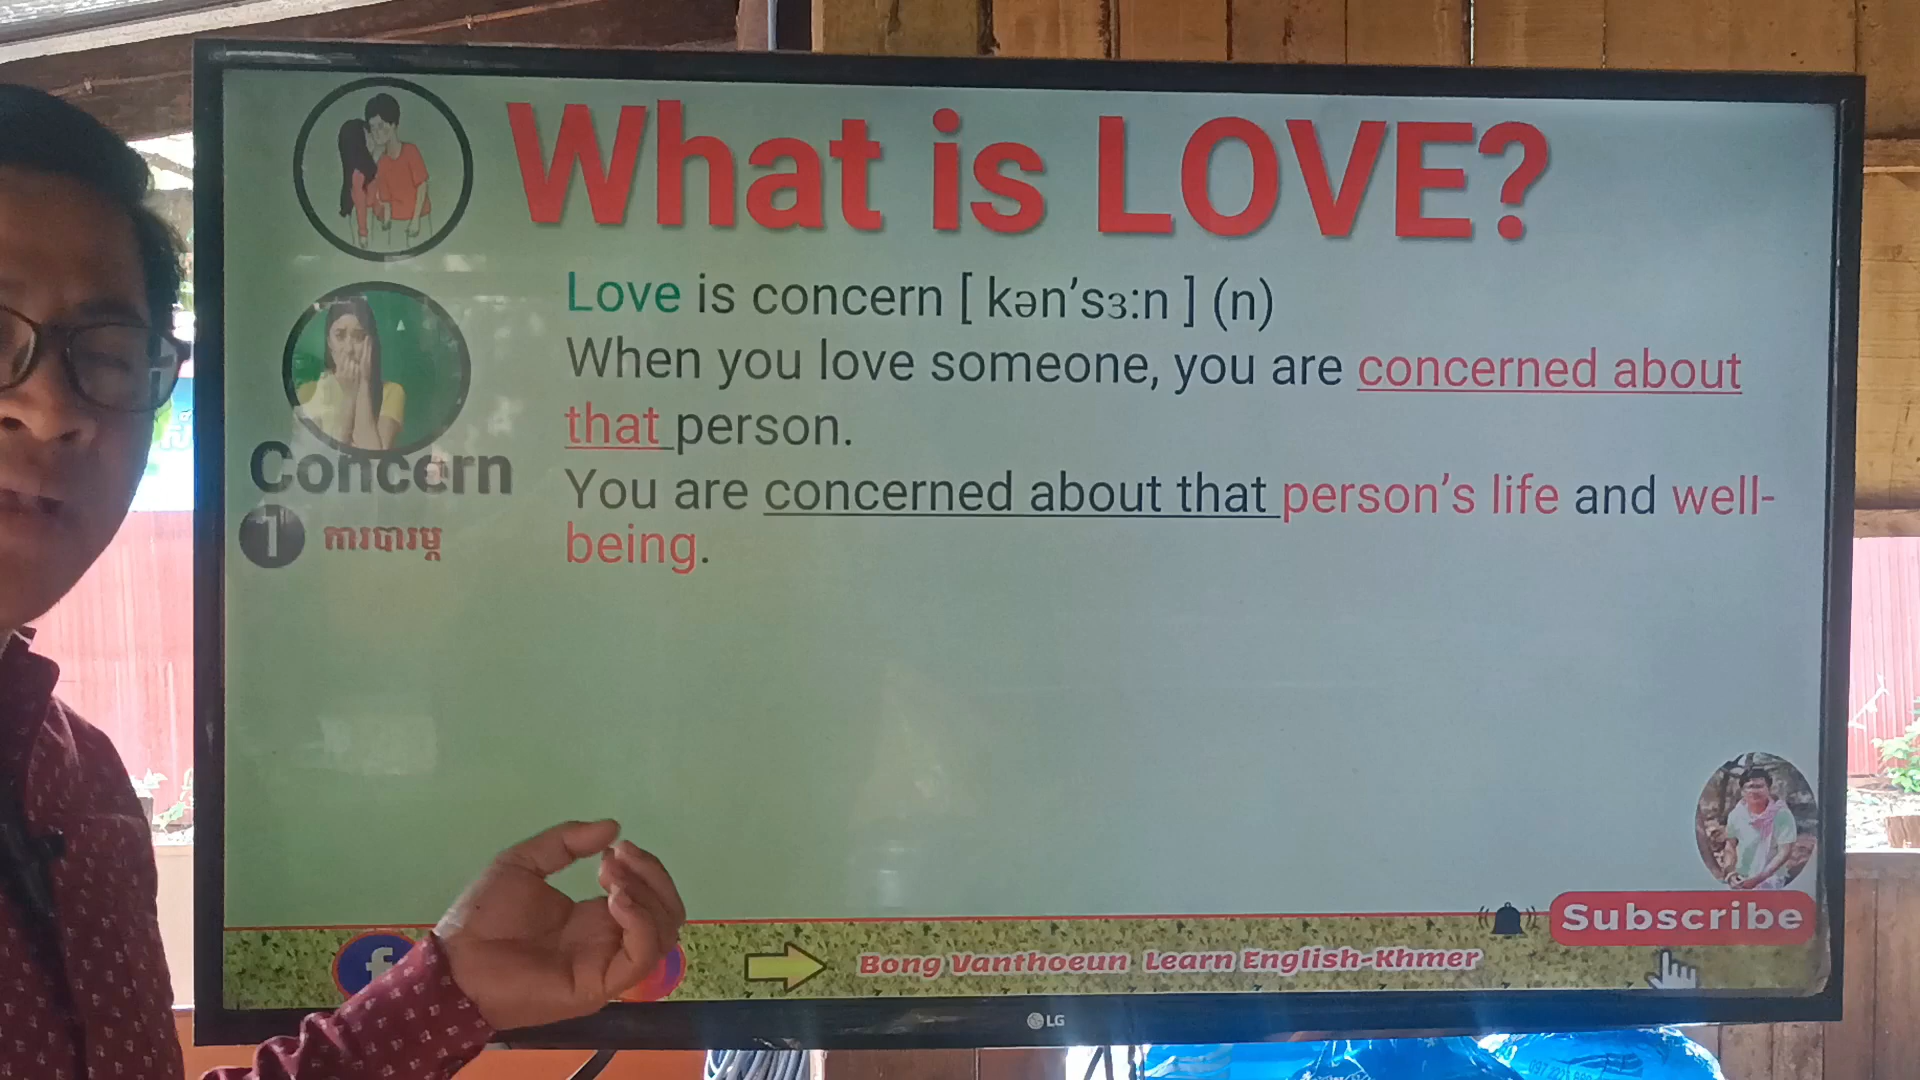 What is LOVE?
Love is concern [ kən'sɜ:n ] (n)
When you love someone, you are concerned about
that person.
You are concerned about that person's life and well-
being.
Concern
1 ការបារម្ភ
Subscribe
Bong Vanthoeun Learn English-Khmer
LG